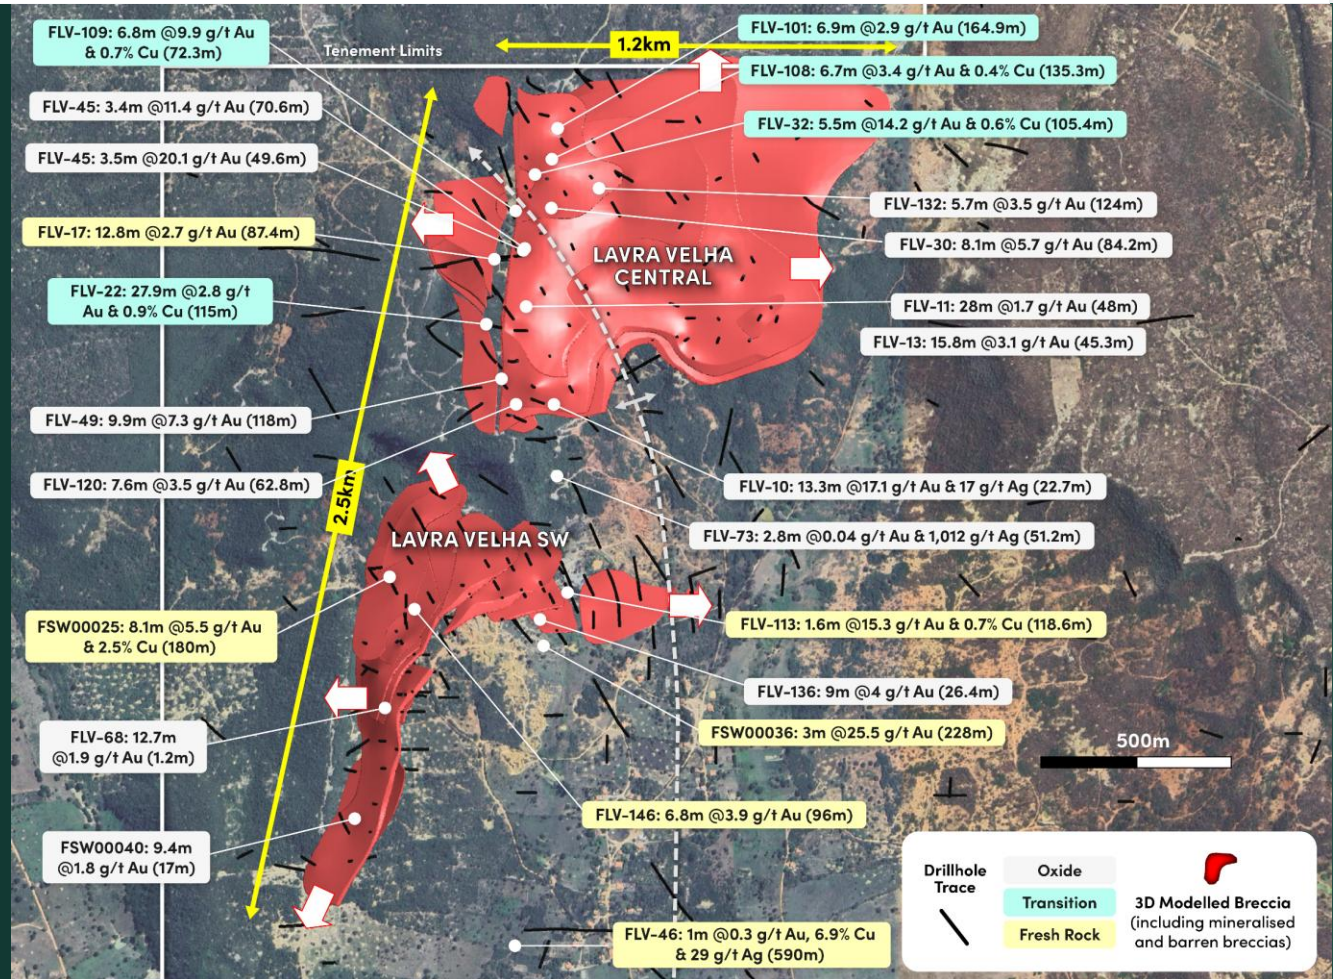 FLV-109: 6.8m @9.9 g/t Au
& 0.7% Cu (72.3m)
Tenement Limits
1.2km
FLV-101: 6.9m @2.9 g/t Au (164.9m)
FLV-108: 6.7m @3.4 g/t Au & 0.4% Cu (135.3m)
FLV-45: 3.4m @11.4 g/t Au (70.6m)
FLV-32: 5.5m @14.2 g/t Au & 0.6% Cu (105.4m)
FLV-45: 3.5m @20.1 g/t Au (49.6m)
FLV-132: 5.7m @3.5 g/t Au (124m)
FLV-17: 12.8m @2.7 g/t Au (87.4m)
FLV-30: 8.1m @5.7 g/t Au (84.2m)
LAVRA VELHA
CENTRAL
FLV-22: 27.9m @2.8 g/t
Au & 0.9% Cu (115m)
FLV-11: 28m @1.7 g/t Au (48m)
FLV-13: 15.8m @3.1 g/t Au (45.3m)
FLV-49: 9.9m @7.3 g/t Au (118m)
2.5km
FLV-120: 7.6m @3.5 g/t Au (62.8m)
FLV-10: 13.3m @17.1 g/t Au & 17 g/t Ag (22.7m)
LAVRA VELHA SW
FLV-73: 2.8m @0.04 g/t Au & 1,012 g/t Ag (51.2m)
FSW00025: 8.1m @5.5 g/t Au
& 2.5% Cu (180m)
FLV-113: 1.6m @15.3 g/t Au & 0.7% Cu (118.6m)
FLV-136: 9m @4 g/t Au (26.4m)
FLV-68: 12.7m
@1.9 g/t Au (1.2m)
FSW00036: 3m @25.5 g/t Au (228m)
500m
FLV-146: 6.8m @3.9 g/t Au (96m)
FSW00040: 9.4m
@1.8 g/t Au (17m)
FLV-46: 1m @0.3 g/t Au, 6.9% Cu
& 29 g/t Ag (590m)
Drillhole
Trace
Oxide
Transition
Fresh Rock
3D Modelled Breccia
(including mineralised
and barren breccias)